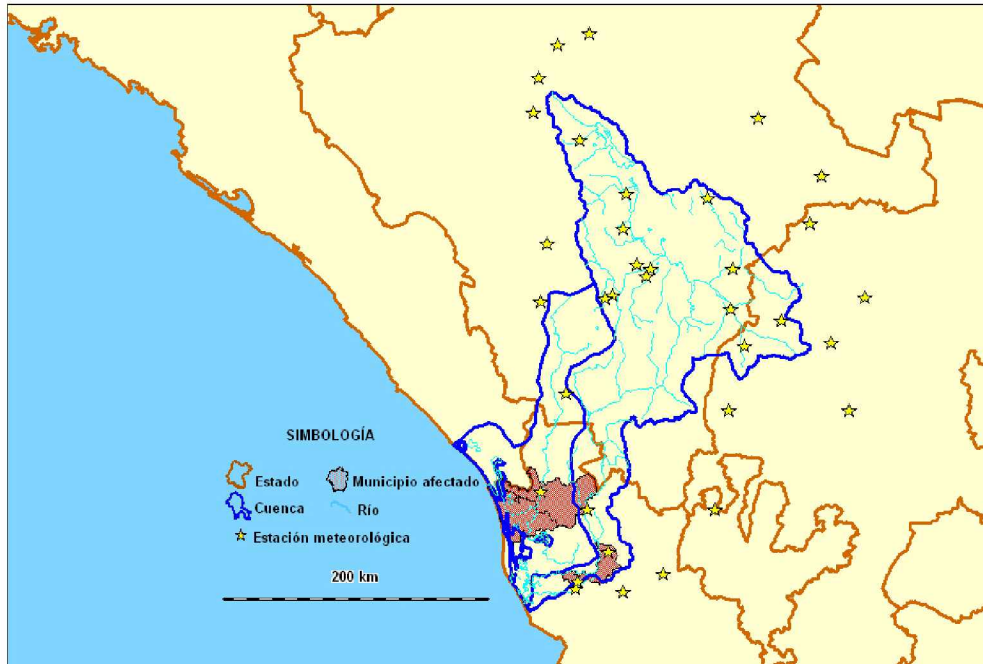 SIMBOLOGÍA
Estado
Municipio afectado
Cuenca
Río
Estación meteorológica
200 km